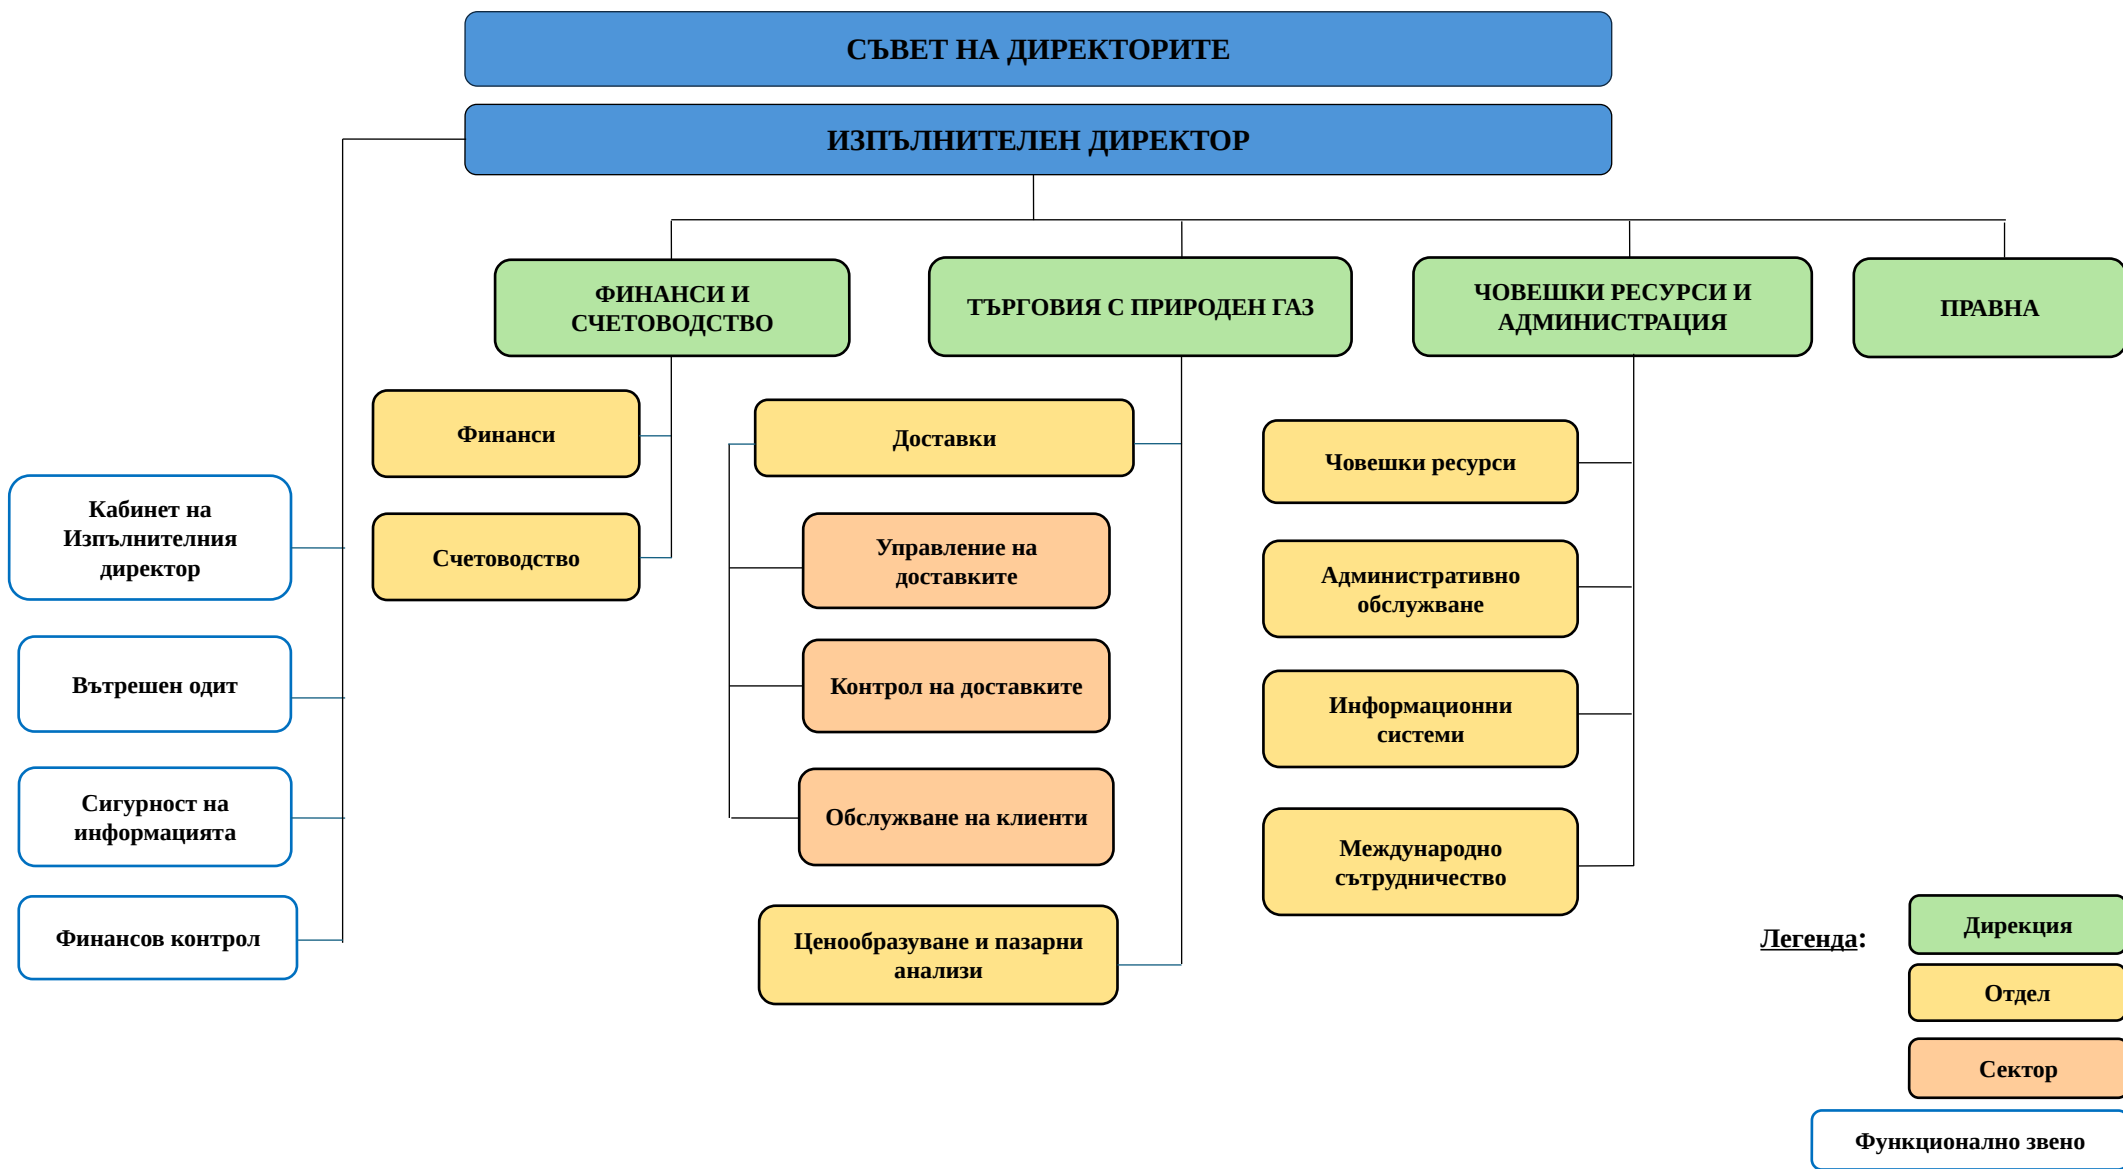 СЪВЕТ НА ДИРЕКТОРИТЕ
ИЗПЪЛНИТЕЛЕН ДИРЕКТОР
ФИНАНСИ И
СЧЕТОВОДСТВО
ТЪРГОВИЯ С ПРИРОДЕН ГАЗ
ЧОВЕШКИ РЕСУРСИ И
АДМИНИСТРАЦИЯ
ПРАВНА
Финанси
Счетоводство
Доставки
Управление на
доставките
Контрол на доставките
Обслужване на клиенти
Ценообразуване и пазарни
анализи
Човешки ресурси
Административно
обслужване
Информационни
системи
Международно
сътрудничество
Кабинет на
Изпълнителния
директор
Вътрешен одит
Сигурност на
информацията
Финансов контрол
Легенда:
Дирекция
Отдел
Сектор
Функционално звено